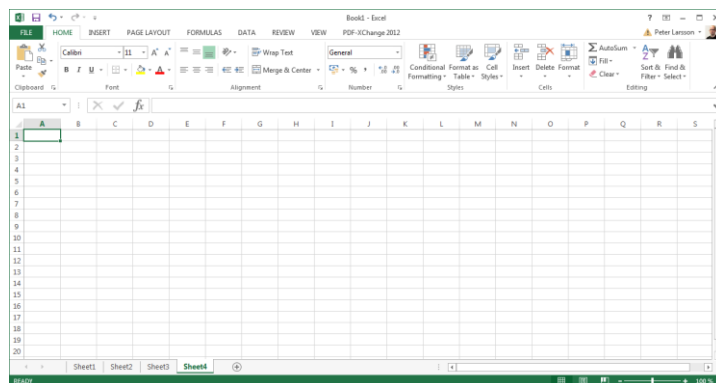 Book1 - Excel
FILE HOME INSERT PAGE LAYOUT FORMULAS DATA REVIEW VIEW PDF-XChange 2012 Peter Larsson
Paste
Calibri 11 A A
B I U A
Wrap Text
Merge & Center
General
% ,
Conditional Formatting
Format as Table
Cell Styles
Insert Delete Format
AutoSum
Fill
Clear
Sort & Filter
Find & Select
Clipboard Font Alignment Number Styles Cells Editing
A1 fx
A B C D E F G H I J K L M N O P Q R S
1
2
3
4
5
6
7
8
9
10
11
12
13
14
15
16
17
18
19
20
Sheet1 Sheet2 Sheet3 Sheet4
READY 100 %